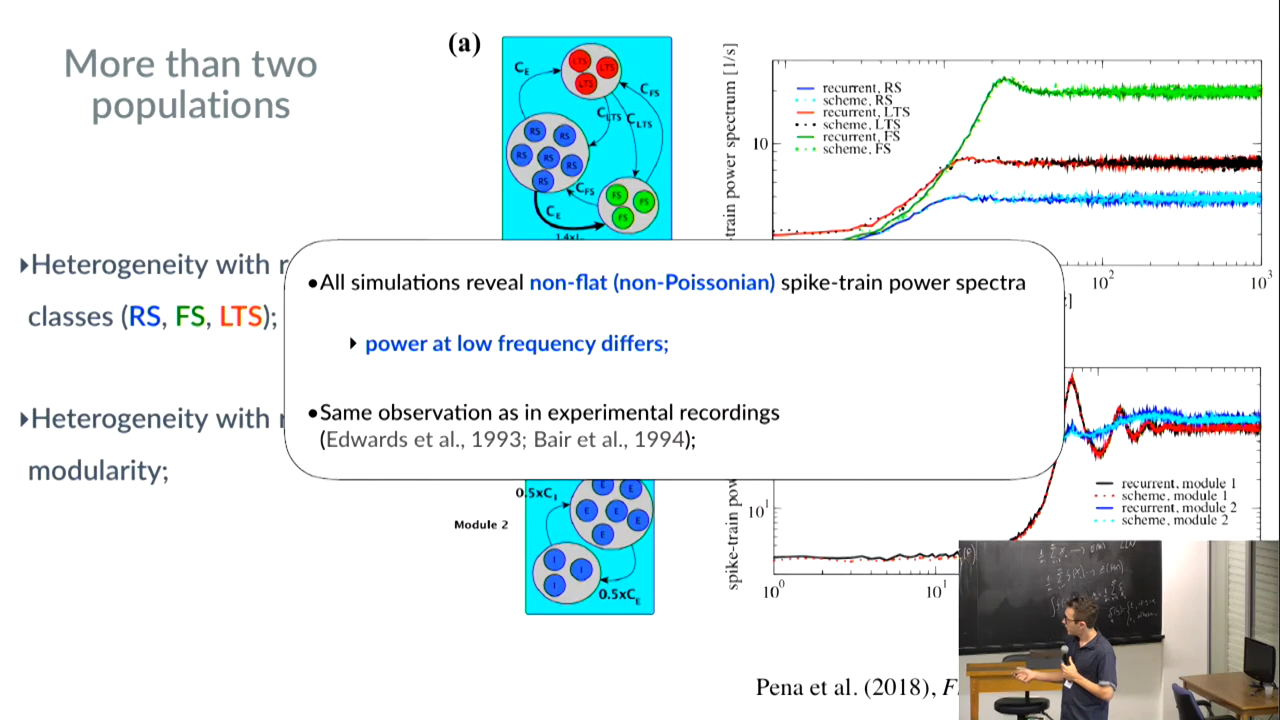 More than two
populations
(a)
C_E
LTS
LTS
LTS
C_FS
C_LTS
C_LTS
RS
RS
RS
RS
RS
RS
C_FS
FS
FS
FS
C_E
spike-train power spectrum [1/s]
recurrent, RS
scheme, RS
recurrent, LTS
scheme, LTS
recurrent, FS
scheme, FS
10
10²
10³
‣Heterogeneity with
classes (RS, FS, LTS);
•All simulations reveal non-flat (non-Poissonian) spike-train power spectra
‣ power at low frequency differs;
•Same observation as in experimental recordings
(Edwards et al., 1993; Bair et al., 1994);
‣Heterogeneity with
modularity;
0.5xC_I
E
E
E
E
E
E
Module 2
I
I
I
0.5xC_E
spike-train pow
10¹
recurrent, module 1
scheme, module 1
recurrent, module 2
scheme, module 2
10⁰
10¹
Pena et al. (2018),